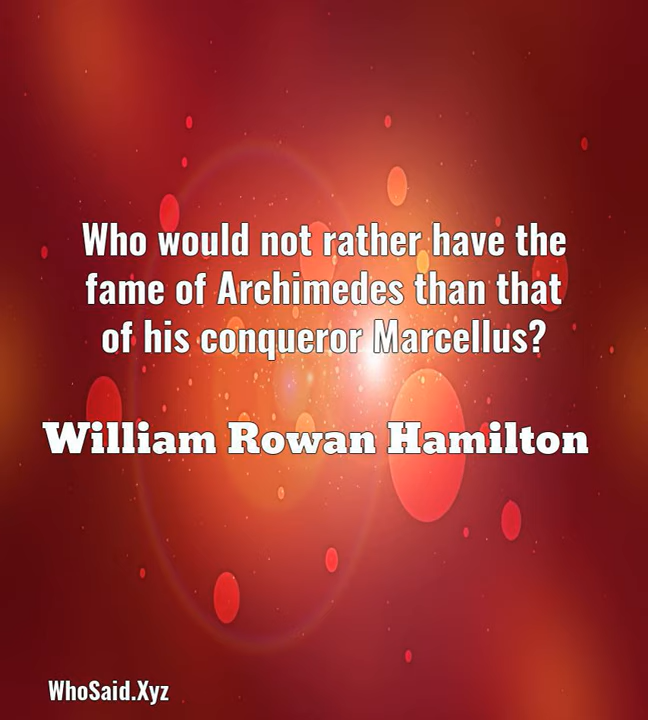 Who would not rather have the
fame of Archimedes than that
of his conqueror Marcellus?
William Rowan Hamilton
WhoSaid.Xyz